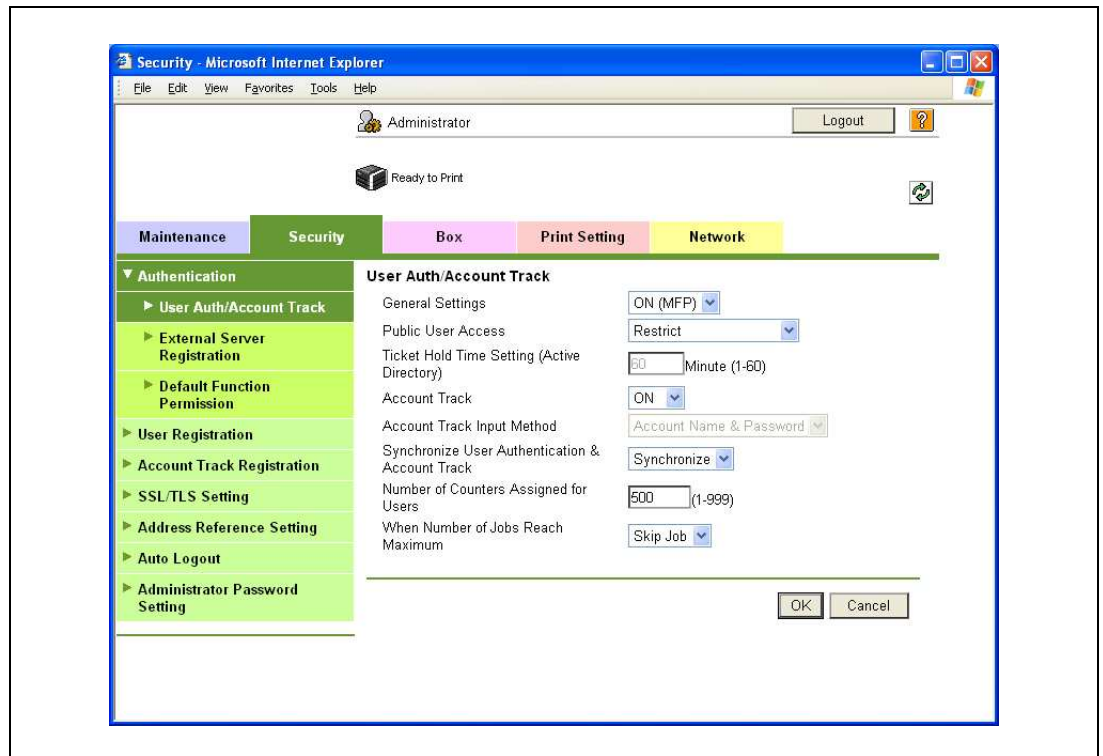 Security - Microsoft Internet Explorer
File Edit View Favorites Tools Help
Administrator
Logout
?
Ready to Print
Maintenance Security Box Print Setting Network
Authentication
User Auth/Account Track
External Server
Registration
Default Function
Permission
User Registration
Account Track Registration
SSL/TLS Setting
Address Reference Setting
Auto Logout
Administrator Password
Setting
User Auth/Account Track
General Settings ON (MFP)
Public User Access Restrict
Ticket Hold Time Setting (Active
Directory) 60 Minute (1-60)
Account Track ON
Account Track Input Method Account Name & Password
Synchronize User Authentication &
Account Track Synchronize
Number of Counters Assigned for
Users 500 (1-999)
When Number of Jobs Reach
Maximum Skip Job
OK Cancel